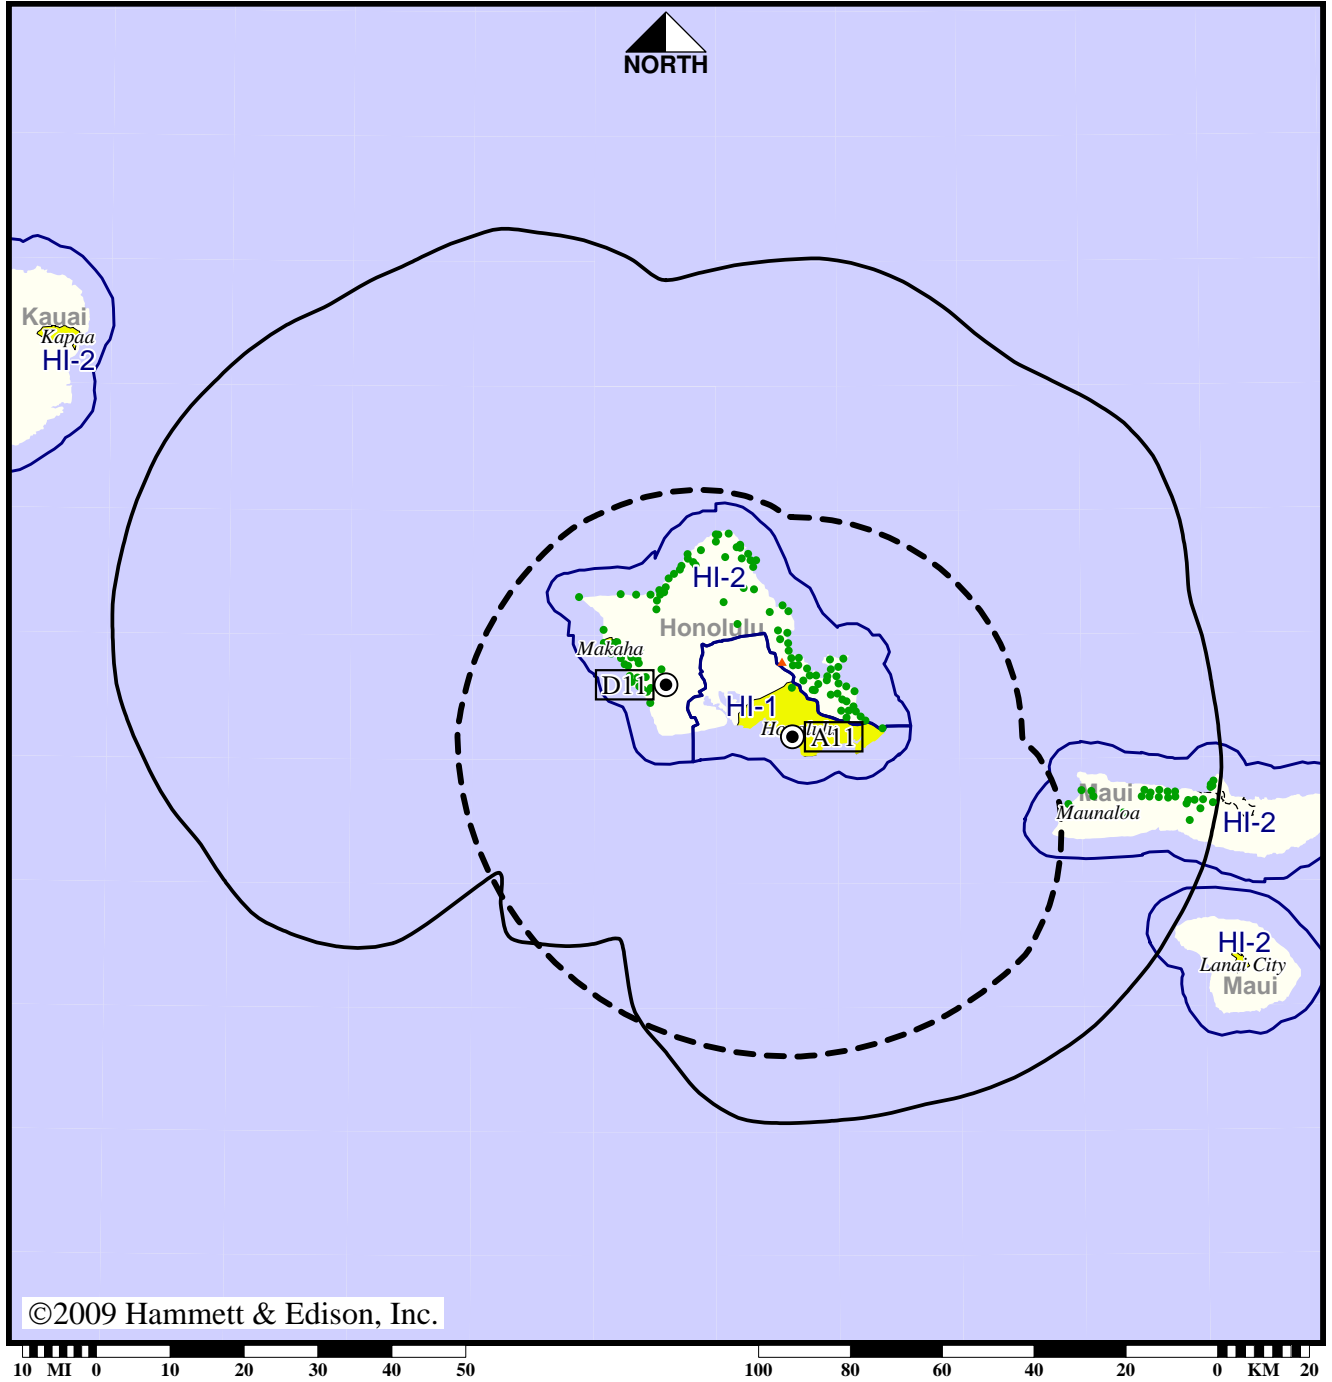 NORTH
Kauai
Kapaa
HI-2
HI-2
Honolulu
Makaha
D11
HI-1
A11
Maui
Maunaloa
HI-2
HI-2
Lanai City
Maui
©2009 Hammett & Edison, Inc.
10 MI 0 10 20 30 40 50 100 80 60 40 20 0 KM 20